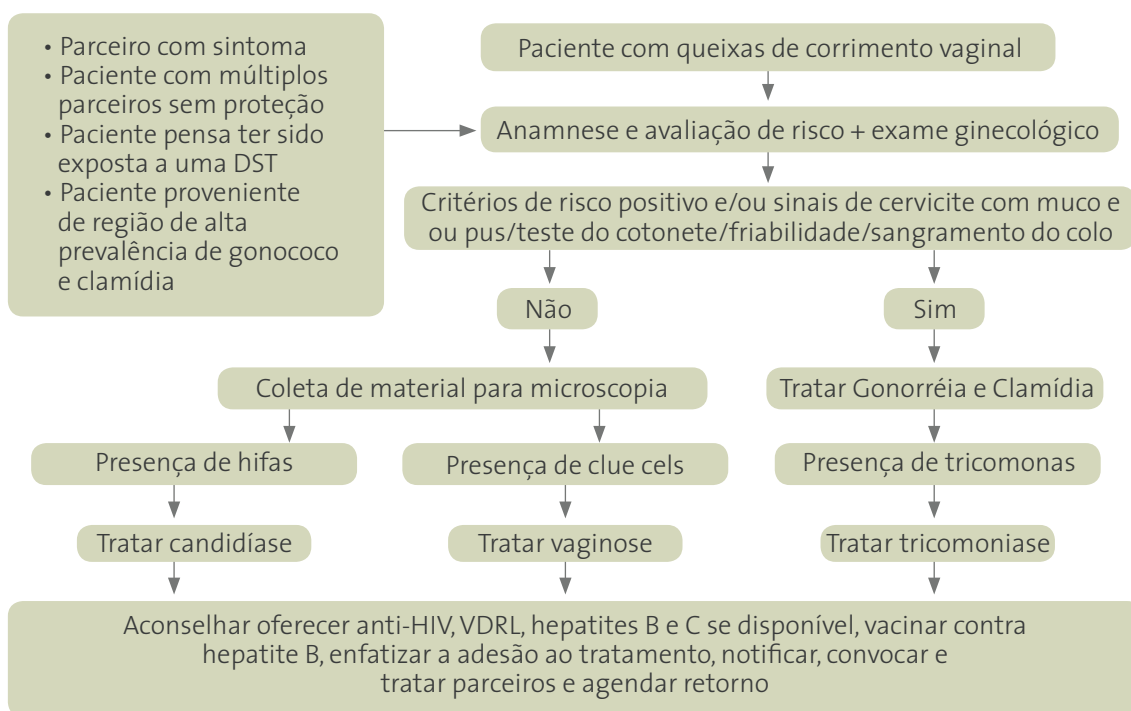 • Parceiro com sintoma
• Paciente com múltiplos
parceiros sem proteção
• Paciente pensa ter sido
exposta a uma DST
• Paciente proveniente
de região de alta
prevalência de gonococo
e clamídia
Paciente com queixas de corrimento vaginal
Anamnese e avaliação de risco + exame ginecológico
Critérios de risco positivo e/ou sinais de cervicite com muco e
ou pus/teste do cotonete/friabilidade/sangramento do colo
Não
Sim
Coleta de material para microscopia
Tratar Gonorréia e Clamídia
Presença de hifas
Presença de clue cels
Presença de tricomonas
Tratar candidíase
Tratar vaginose
Tratar tricomoniase
Aconselhar oferecer anti-HIV, VDRL, hepatites B e C se disponível, vacinar contra
hepatite B, enfatizar a adesão ao tratamento, notificar, convocar e
tratar parceiros e agendar retorno